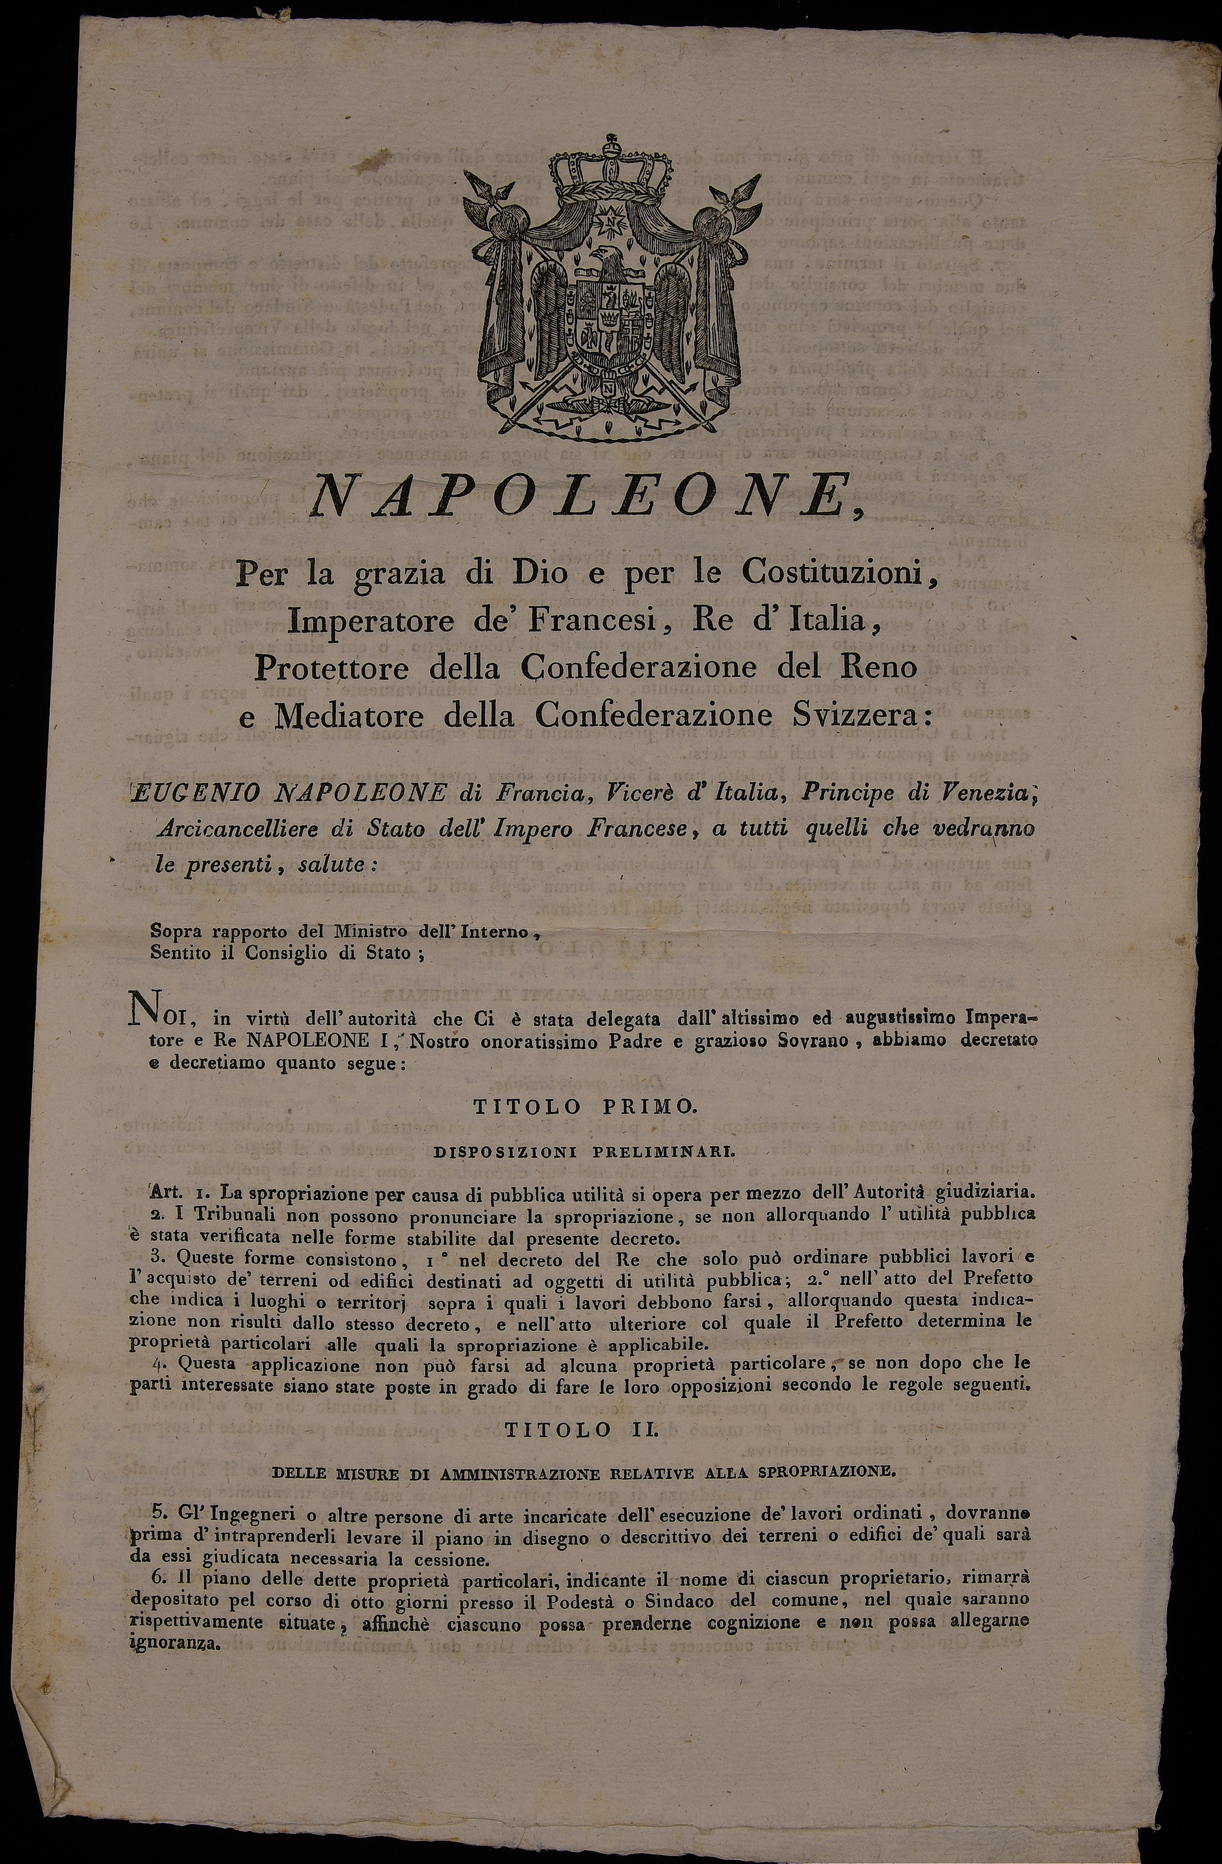 NAPOLEONE,
Per la grazia di Dio e per le Costituzioni,
Imperatore de' Francesi, Re d'Italia,
Protettore della Confederazione del Reno
e Mediatore della Confederazione Svizzera:
EUGENIO NAPOLEONE di Francia, Vicerè d'Italia, Principe di Venezia,
Arcicancelliere di Stato dell'Impero Francese, a tutti quelli che vedranno
le presenti, salute:
Sopra rapporto del Ministro dell'Interno,
Sentito il Consiglio di Stato;
NOI, in virtù dell'autorità che Ci è stata delegata dall'altissimo ed augustissimo Impera-
tore e Re NAPOLEONE I, Nostro onoratissimo Padre e grazioso Sovrano, abbiamo decretato
e decretiamo quanto segue:
TITOLO PRIMO.
DISPOSIZIONI PRELIMINARI.
Art. 1. La spropriazione per causa di pubblica utilità si opera per mezzo dell'Autorità giudiziaria.
2. I Tribunali non possono pronunciare la spropriazione, se non allorquando l'utilità pubblica
è stata verificata nelle forme stabilite dal presente decreto.
3. Queste forme consistono, 1° nel decreto del Re che solo può ordinare pubblici lavori e
l'acquisto de' terreni od edifici destinati ad oggetti di utilità pubblica; 2.° nell'atto del Prefetto
che indica i luoghi o territorj sopra i quali i lavori debbono farsi, allorquando questa indica-
zione non risulti dallo stesso decreto, e nell'atto ulteriore col quale il Prefetto determina le
proprietà particolari alle quali la spropriazione è applicabile.
4. Questa applicazione non può farsi ad alcuna proprietà particolare, se non dopo che le
parti interessate siano state poste in grado di fare le loro opposizioni secondo le regole seguenti.
TITOLO II.
DELLE MISURE DI AMMINISTRAZIONE RELATIVE ALLA SPROPRIAZIONE.
5. Gl'Ingegneri o altre persone di arte incaricate dell'esecuzione de' lavori ordinati, dovranno
prima d'intraprenderli levare il piano in disegno o descrittivo dei terreni o edifici de' quali sarà
da essi giudicata necessaria la cessione.
6. Il piano delle dette proprietà particolari, indicante il nome di ciascun proprietario, rimarrà
depositato pel corso di otto giorni presso il Podestà o Sindaco del comune, nel quale saranno
rispettivamente situate, affinchè ciascuno possa prenderne cognizione e non possa allegarne
ignoranza.